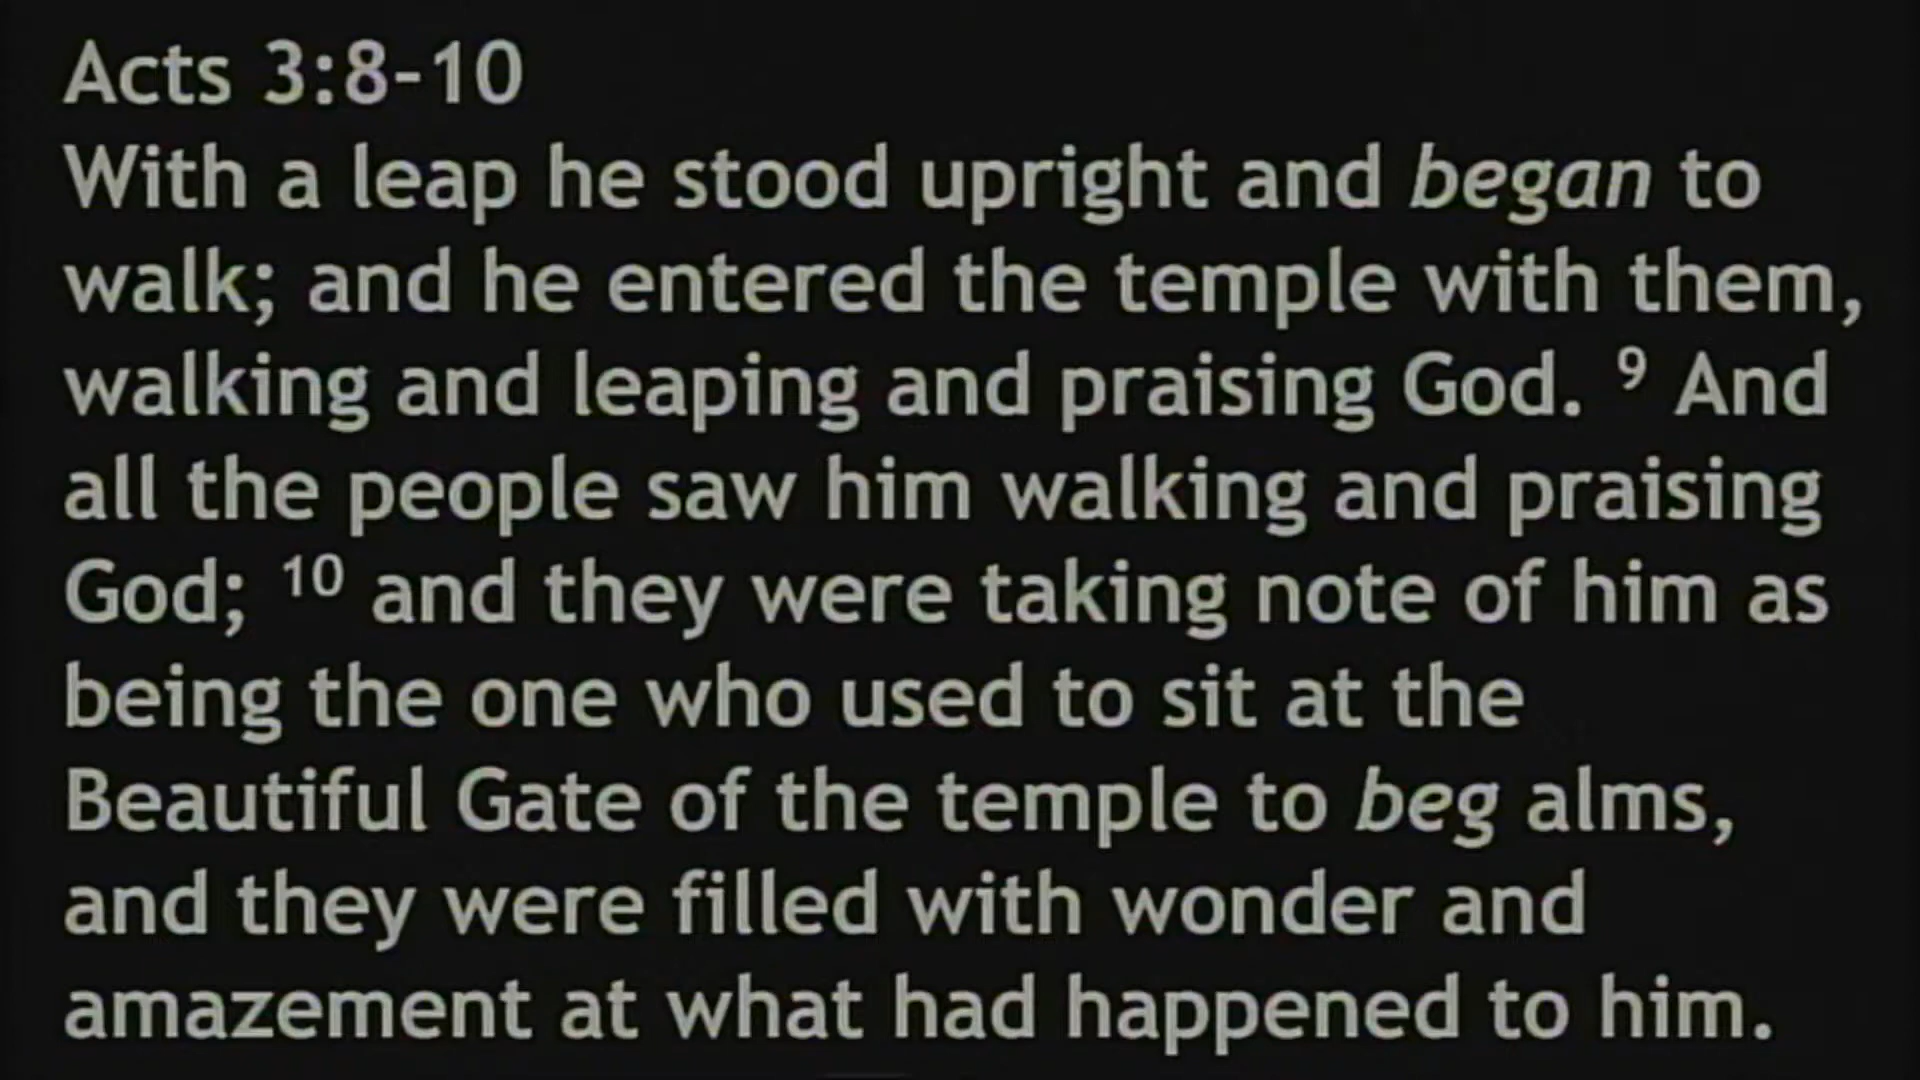 Acts 3:8-10
With a leap he stood upright and began to
walk; and he entered the temple with them,
walking and leaping and praising God. 9 And
all the people saw him walking and praising
God; 10 and they were taking note of him as
being the one who used to sit at the
Beautiful Gate of the temple to beg alms,
and they were filled with wonder and
amazement at what had happened to him.